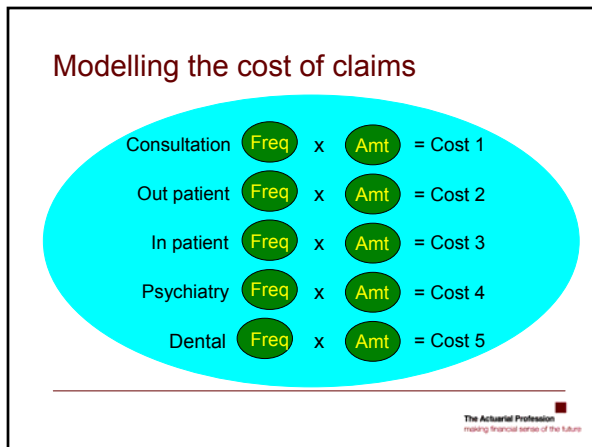 Modelling the cost of claims
Consultation Freq x Amt = Cost 1
Out patient Freq x Amt = Cost 2
In patient Freq x Amt = Cost 3
Psychiatry Freq x Amt = Cost 4
Dental Freq x Amt = Cost 5
The Actuarial Profession
making financial sense of the future